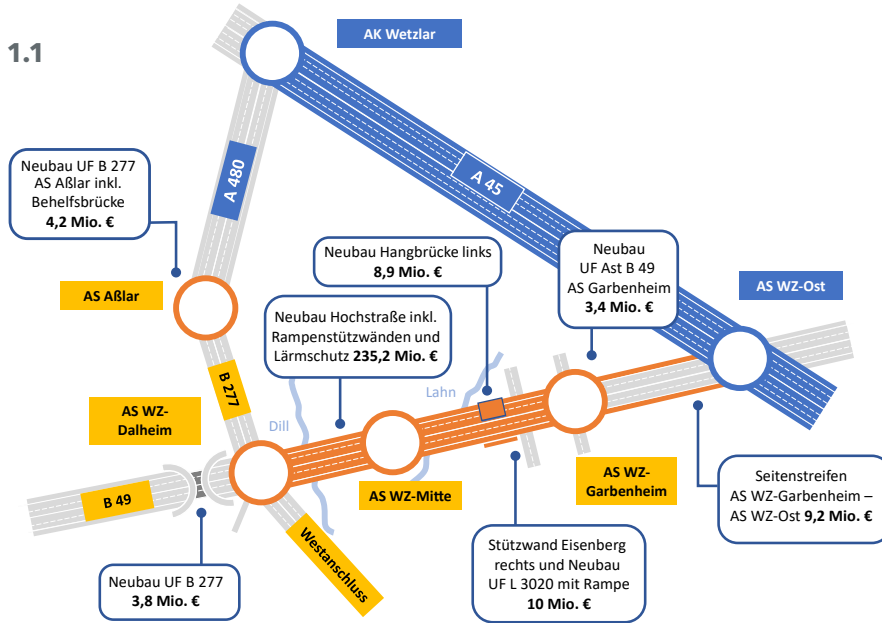 1.1
AK Wetzlar
A 480
A 45
Neubau UF B 277
AS Aßlar inkl.
Behelfsbrücke
4,2 Mio. €
AS Aßlar
Neubau Hangbrücke links
8,9 Mio. €
Neubau
UF Ast B 49
AS Garbenheim
3,4 Mio. €
AS WZ-Ost
Neubau Hochstraße inkl.
Rampenstützwänden und
Lärmschutz 235,2 Mio. €
B 277
Lahn
Dill
AS WZ-
Dalheim
B 49
AS WZ-Mitte
AS WZ-
Garbenheim
Seitenstreifen
AS WZ-Garbenheim –
AS WZ-Ost 9,2 Mio. €
Westanschluss
Stützwand Eisenberg
rechts und Neubau
UF L 3020 mit Rampe
10 Mio. €
Neubau UF B 277
3,8 Mio. €